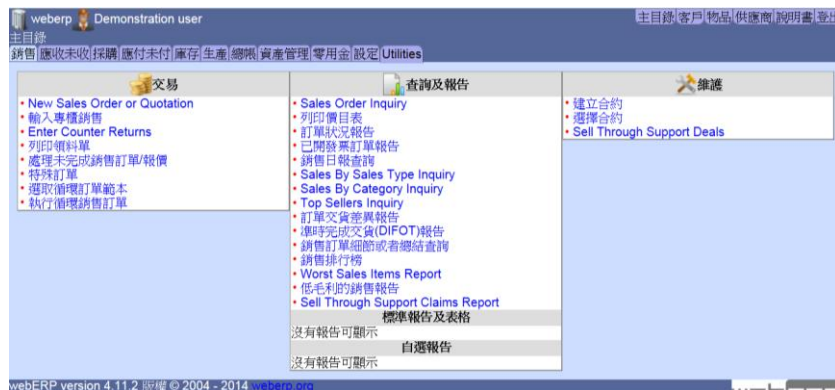 weberp Demonstration user
主目錄 客戶 物品 供應商 說明書 登出
主目錄
銷售 應收未收 採購 應付未付 庫存 生產 總帳 資產管理 零用金 設定 Utilities
交易
New Sales Order or Quotation
輸入專櫃銷售
Enter Counter Returns
列印領料單
處理未完成銷售訂單/報價
特殊訂單
選取循環訂單範本
執行循環銷售訂單
查詢及報告
Sales Order Inquiry
列印價目表
訂單狀況報告
已開發票訂單報告
銷售日報查詢
Sales By Sales Type Inquiry
Sales By Category Inquiry
Top Sellers Inquiry
訂單交貨差異報告
準時完成交貨(DIFOT)報告
銷售訂單細節或者總結查詢
銷售排行榜
Worst Sales Items Report
低毛利的銷售報告
Sell Through Support Claims Report
標準報告及表格
沒有報告可顯示
自選報告
沒有報告可顯示
維護
建立合約
選擇合約
Sell Through Support Deals
webERP version 4.11.2 版權 © 2004 - 2014 weberp.org